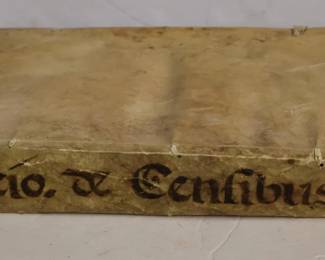 cio. de Censibus